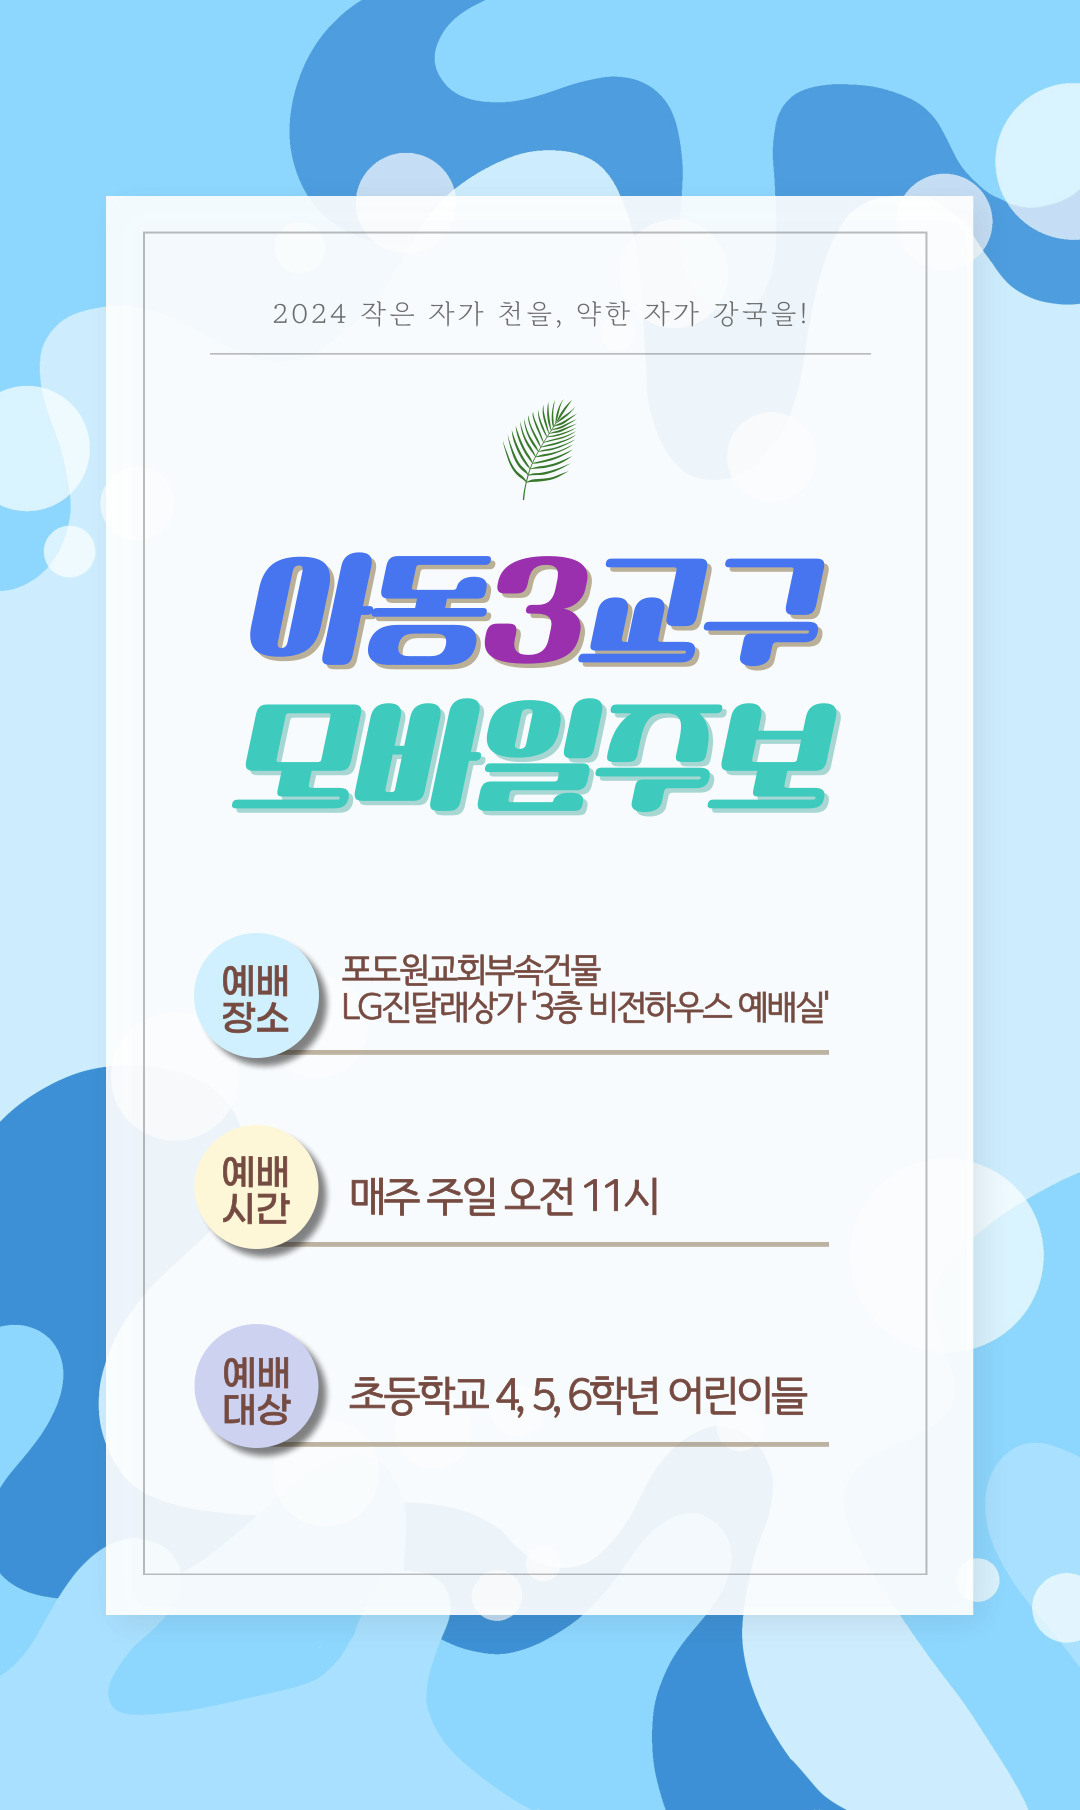 2024 작은 자가 천을, 약한 자가 강국을!
아동3교구
모바일주보
예배
장소
포도원교회부속건물
LG진달래상가 '3층 비전하우스 예배실'
예배
시간
매주 주일 오전 11시
예배
대상
초등학교 4, 5, 6학년 어린이들